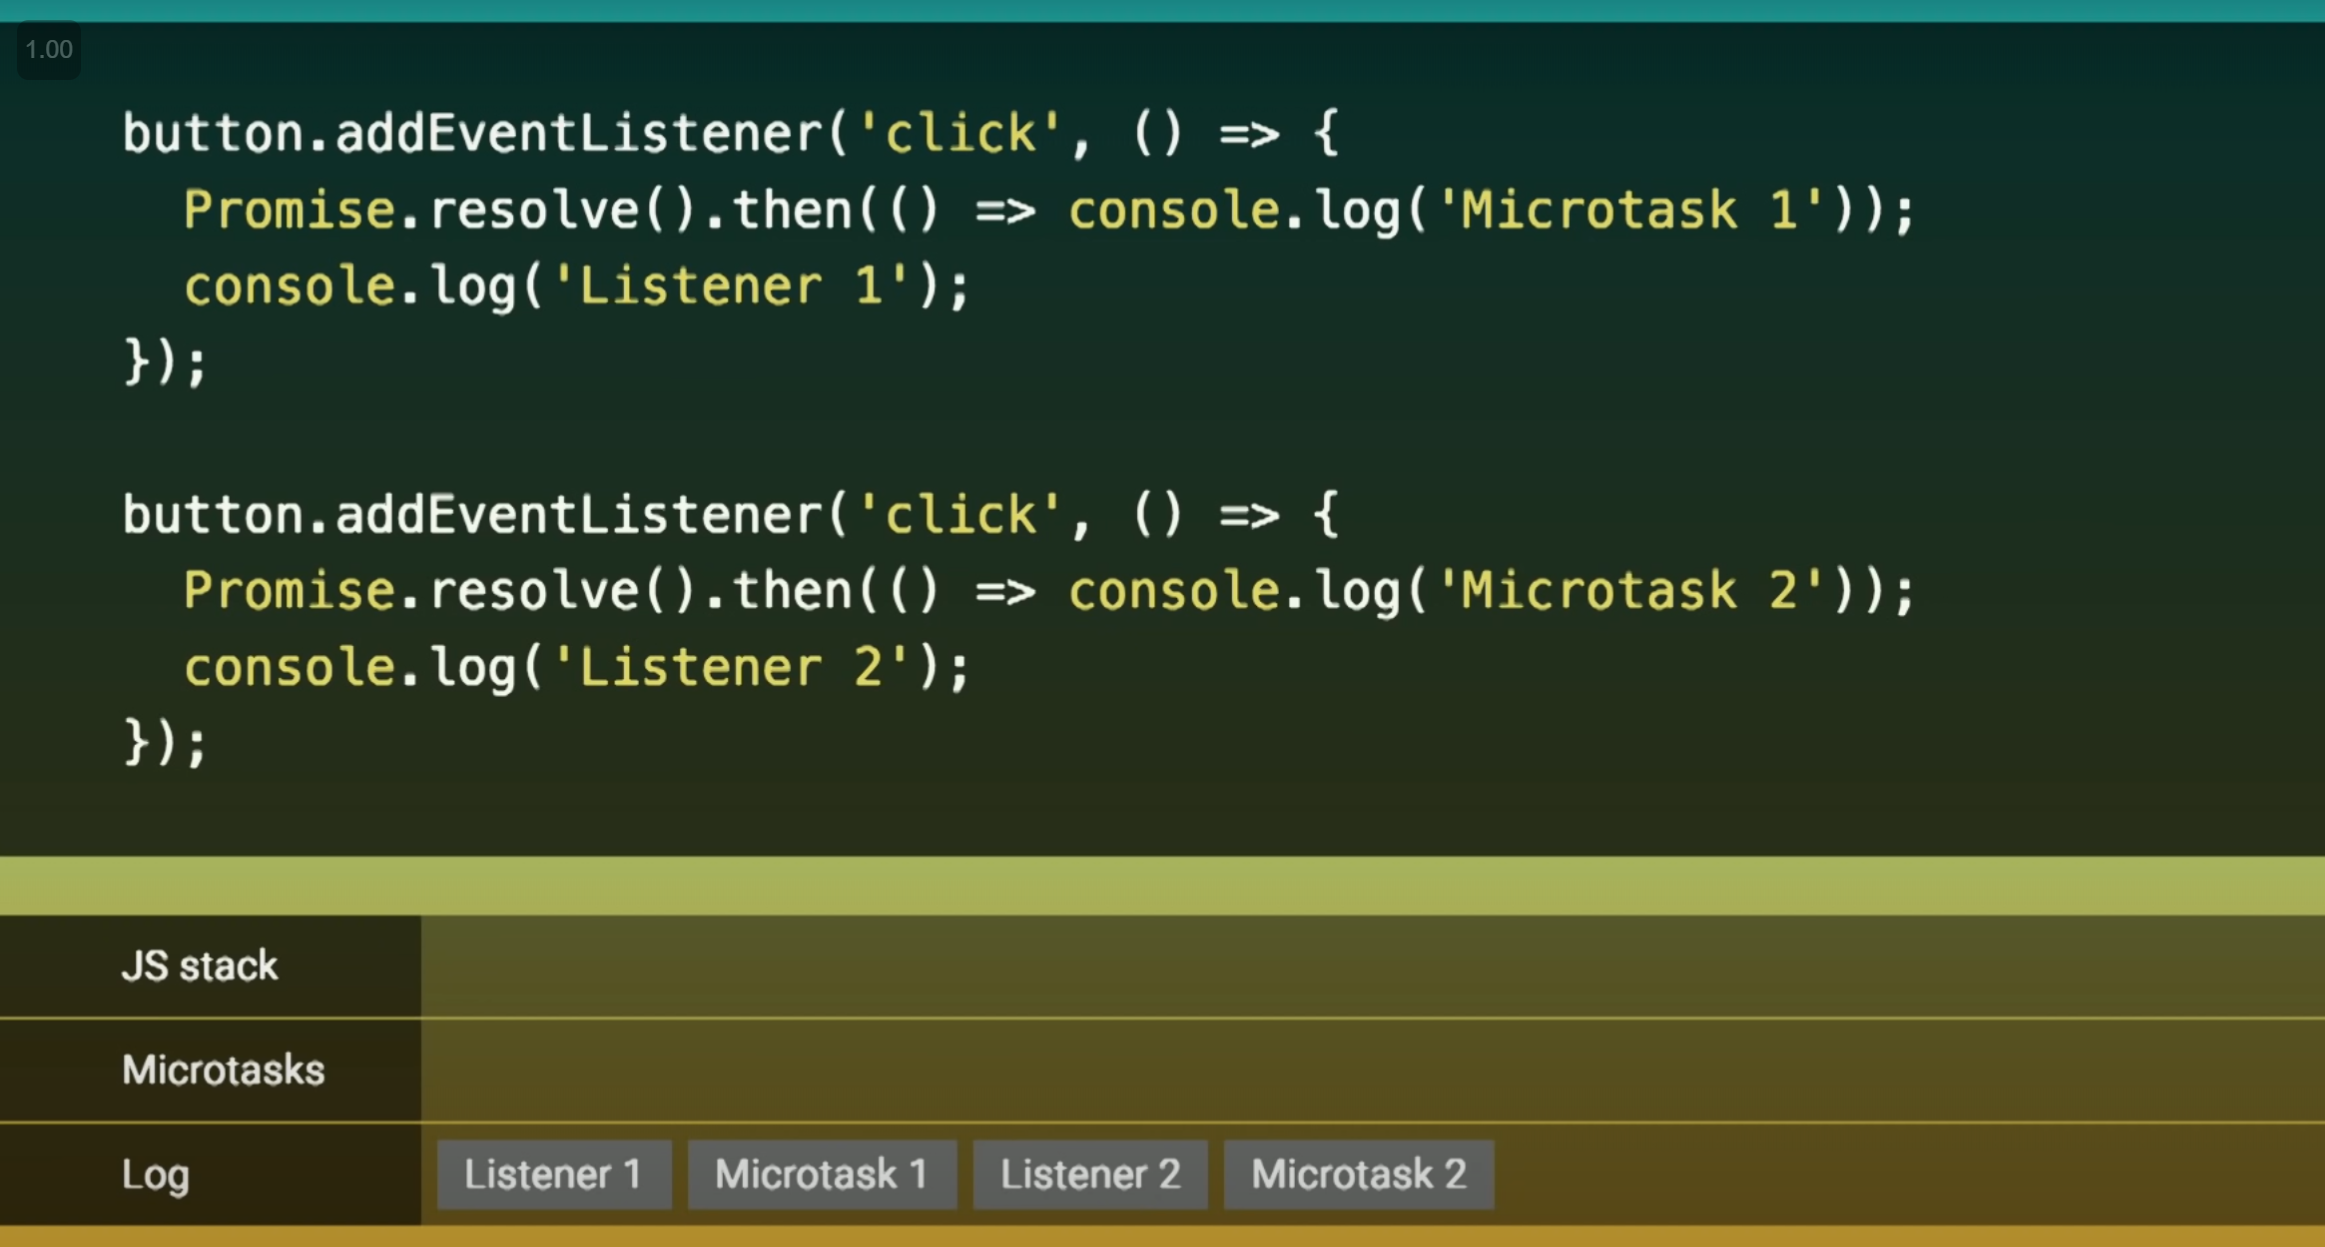 1.00
button.addEventListener('click', () => {
  Promise.resolve().then(() => console.log('Microtask 1'));
  console.log('Listener 1');
});
button.addEventListener('click', () => {
  Promise.resolve().then(() => console.log('Microtask 2'));
  console.log('Listener 2');
});
JS stack
Microtasks
Log Listener 1 Microtask 1 Listener 2 Microtask 2